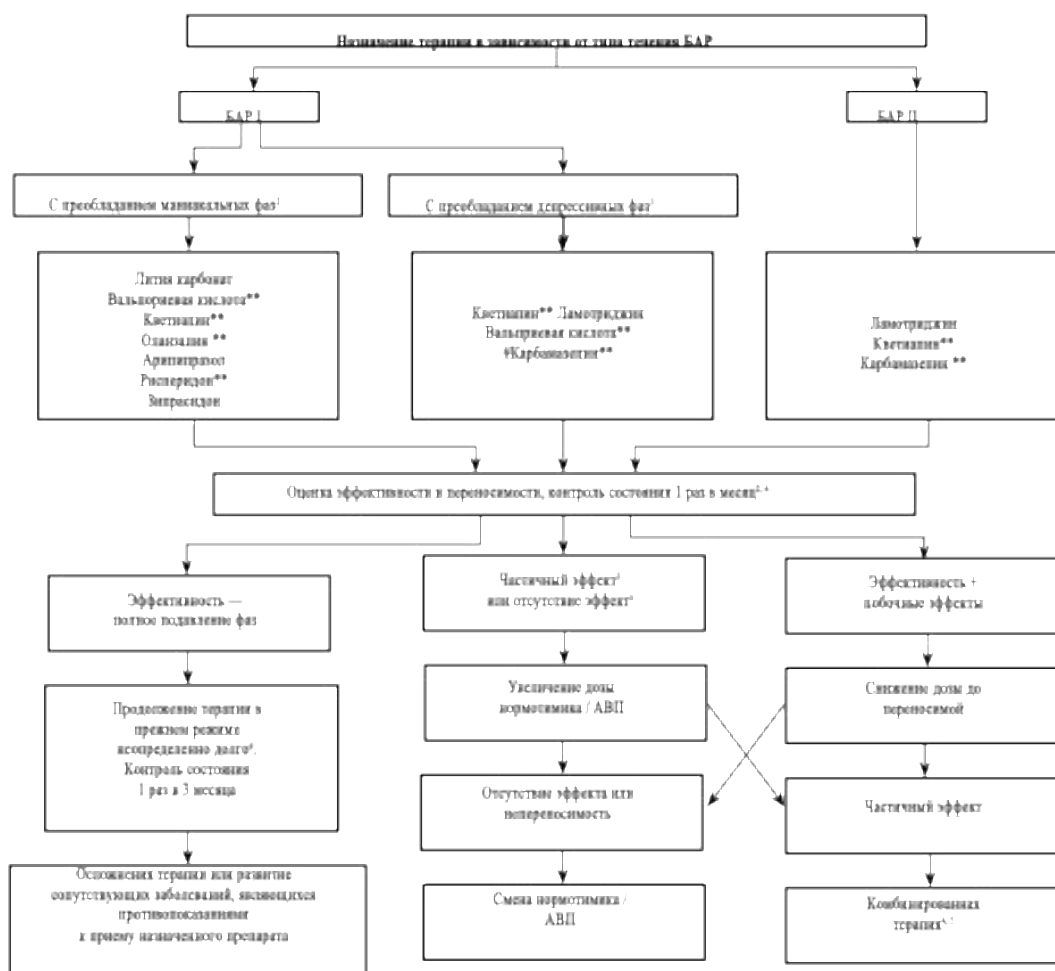 Назначение терапии в зависимости от типа течения БАР
БАР I
БАР II
С преобладанием маниакальных фаз¹
С преобладанием депрессивных фаз¹
Лития карбонат
Вальпроевая кислота**
Кветиапин**
Оланзапин **
Арипипразол
Рисперидон**
Зипрасидон
Кветиапин** Ламотриджин
Вальпроевая кислота**
#Карбамазепин**
Ламотриджин
Кветиапин**
Карбамазепин **
Оценка эффективности и переносимости, контроль состояния 1 раз в месяц
Эффективность —
полное подавление фаз
Частичный эффект
или отсутствие эффект
Эффективность +
побочные эффекты
Продолжение терапии в
прежнем режиме
неопределенно долго
Контроль состояния
1 раз в 3 месяца
Увеличение дозы
нормотимика / АВП
Снижение дозы до
переносимой
Отсутствие эффекта или
непереносимость
Частичный эффект
Осложнения терапии или развитие
сопутствующих заболеваний, являющихся
противопоказаниями
к приему назначенного препарата
Смена нормотимика /
АВП
Комбинированная
терапия